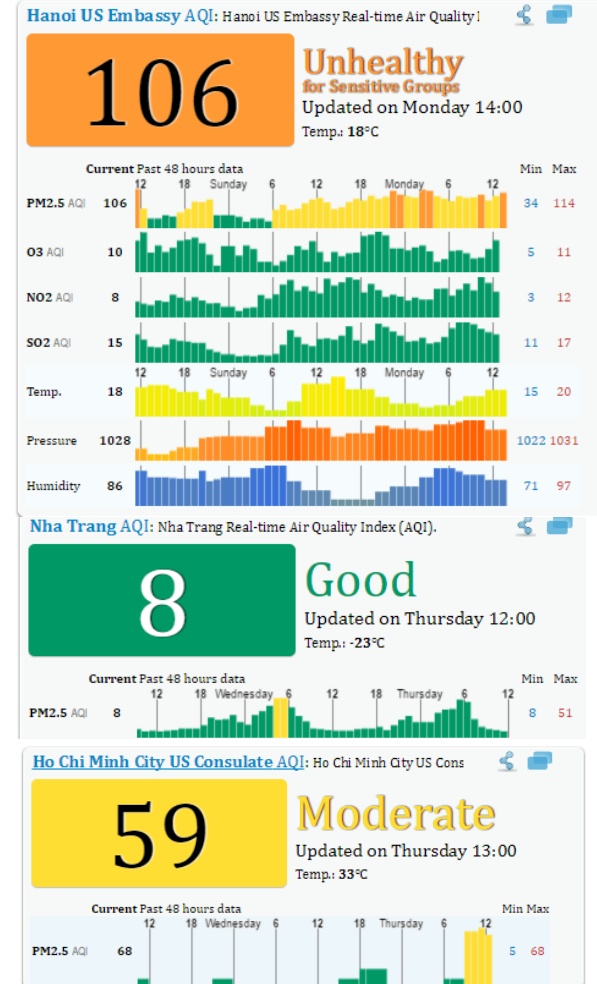 Hanoi US Embassy AQI: Hanoi US Embassy Real-time Air Quality I
106
Unhealthy
for Sensitive Groups
Updated on Monday 14:00
Temp.: 18°C
Current Past 48 hours data Min Max
12 18 Sunday 6 12 18 Monday 6 12
PM2.5 AQI 106 34 114
O3 AQI 10 5 11
NO2 AQI 8 3 12
SO2 AQI 15 11 17
12 18 Sunday 6 12 18 Monday 6 12
Temp. 18 15 20
Pressure 1028 1022 1031
Humidity 86 71 97
Nha Trang AQI: Nha Trang Real-time Air Quality Index (AQI).
8
Good
Updated on Thursday 12:00
Temp.: -23°C
Current Past 48 hours data Min Max
12 18 Wednesday 6 12 18 Thursday 6 12
PM2.5 AQI 8 8 51
Ho Chi Minh City US Consulate AQI: Ho Chi Minh City US Cons
59
Moderate
Updated on Thursday 13:00
Temp.: 33°C
Current Past 48 hours data Min Max
12 18 Wednesday 6 12 18 Thursday 6 12
PM2.5 AQI 68 5 68